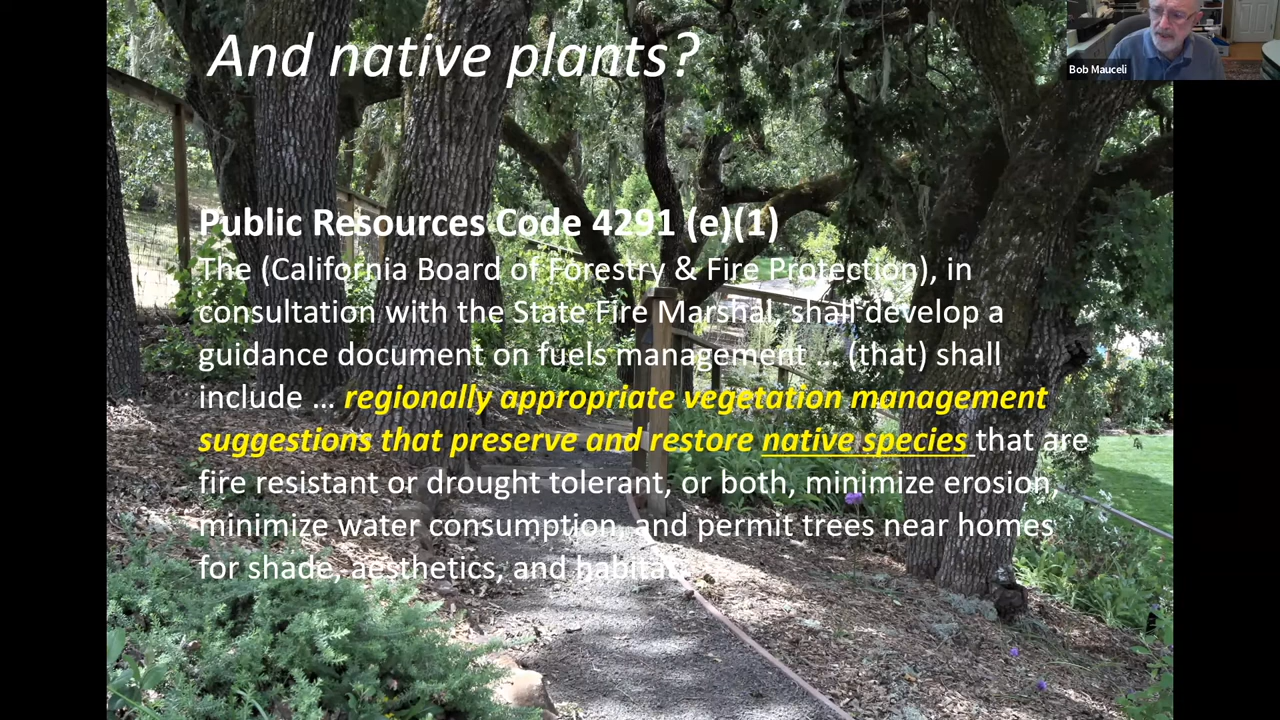 And native plants?
Bob Mauceli
Public Resources Code 4291 (e)(1)
The (California Board of Forestry & Fire Protection), in
consultation with the State Fire Marshal, shall develop a
guidance document on fuels management ... (that) shall
include ... regionally appropriate vegetation management
suggestions that preserve and restore native species that are
fire resistant or drought tolerant, or both, minimize erosion,
minimize water consumption, and permit trees near homes
for shade, aesthetics, and habitat.